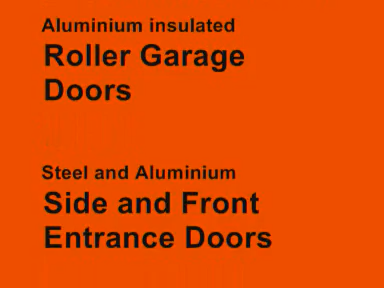 Aluminium insulated
Roller Garage
Doors
Steel and Aluminium
Side and Front
Entrance Doors